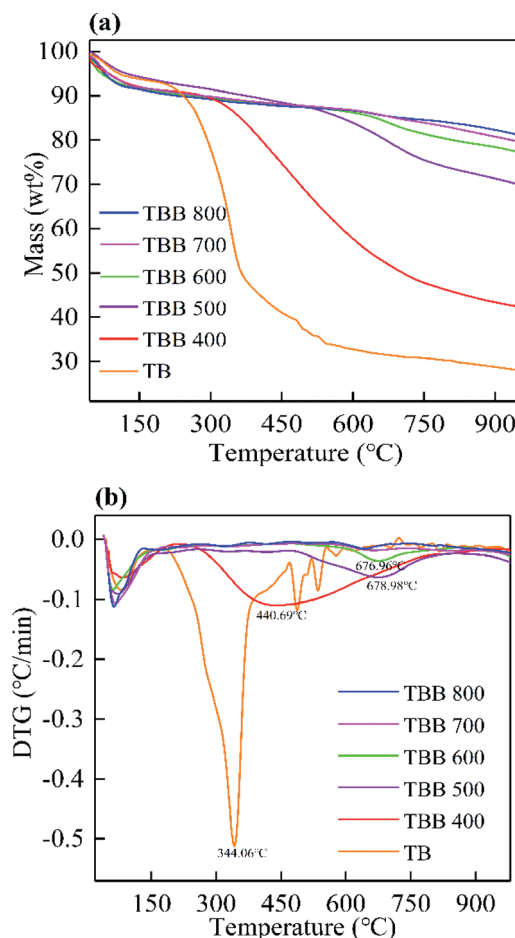 (a)
100
90
80
70
60
50
40
30
Mass (wt%)
TBB 800
TBB 700
TBB 600
TBB 500
TBB 400
TB
150 300 450 600 750 900
Temperature (℃)
(b)
0.0
-0.1
-0.2
-0.3
-0.4
-0.5
DTG (℃/min)
676.96℃
678.98℃
440.69℃
344.06℃
TBB 800
TBB 700
TBB 600
TBB 500
TBB 400
TB
150 300 450 600 750 900
Temperature (℃)